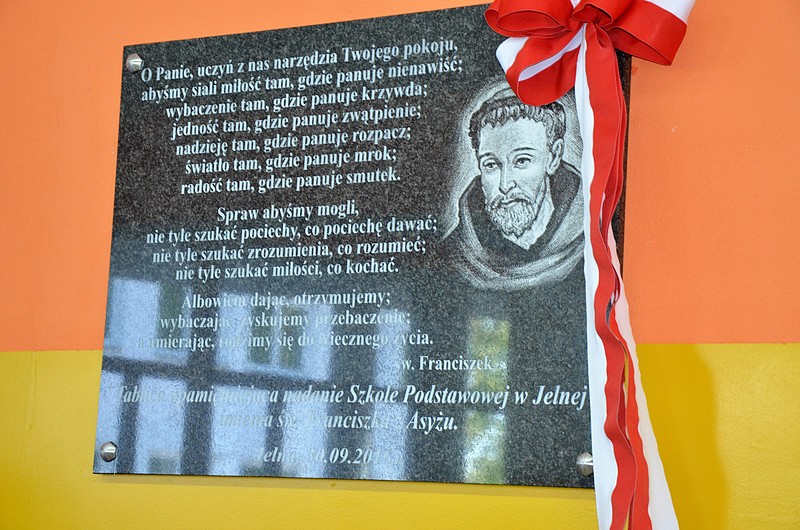 O Panie, uczyń z nas narzędzia Twojego pokoju,
abyśmy siali miłość tam, gdzie panuje nienawiść;
wybaczenie tam, gdzie panuje krzywda;
jedność tam, gdzie panuje zwątpienie;
nadzieję tam, gdzie panuje rozpacz;
światło tam, gdzie panuje mrok;
radość tam, gdzie panuje smutek.
Spraw abyśmy mogli,
nie tyle szukać pociechy, co pociechę dawać;
nie tyle szukać zrozumienia, co rozumieć;
nie tyle szukać miłości, co kochać.
Albowiem dając, otrzymujemy;
wybaczając zyskujemy przebaczenie;
a umierając, rodzimy się do wiecznego życia.
św. Franciszek
Tablica upamiętniająca nadanie Szkole Podstawowej w Jelnej
imienia św. Franciszka z Asyżu.
Jelna, 30.09.